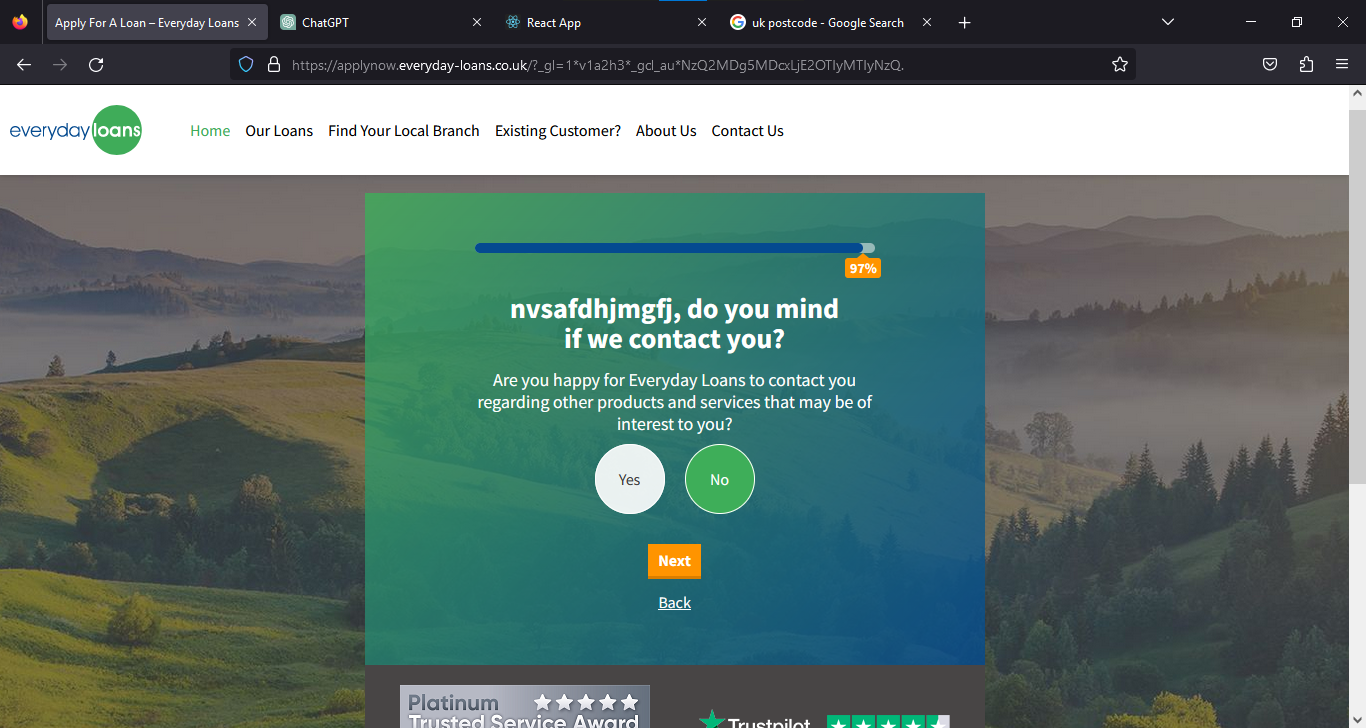 Apply For A Loan – Everyday Loans
ChatGPT
React App
uk postcode - Google Search
https://applynow.everyday-loans.co.uk/?_gl=1*v1a2h3*_gcl_au*NzQ2MDg5MDcxLjE2OTIyMTIyNzQ.
everydayloans
Home
Our Loans
Find Your Local Branch
Existing Customer?
About Us
Contact Us
97%
nvsafdhjmgfj, do you mind
if we contact you?
Are you happy for Everyday Loans to contact you
regarding other products and services that may be of
interest to you?
Yes
No
Next
Back
Platinum
Trusted Service Award
Trustpilot